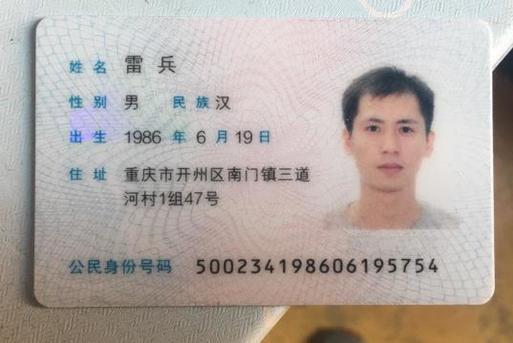 姓名 雷兵
性别 男 民族 汉
出生 1986 年 6 月 19 日
住址 重庆市开州区南门镇三道
河村1组47号
公民身份号码 500234198606195754